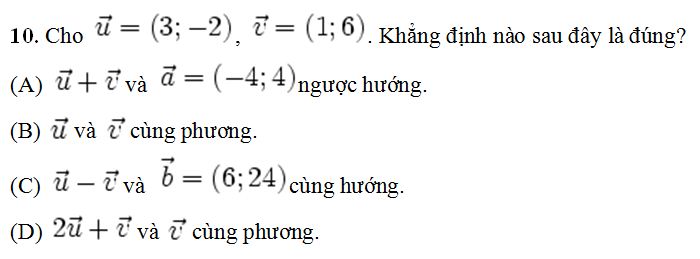 10. Cho $\vec{u} = (3; -2)$, $\vec{v} = (1; 6)$. Khẳng định nào sau đây là đúng?
(A) $\vec{u} + \vec{v}$ và $\vec{a} = (-4; 4)$ ngược hướng.
(B) $\vec{u}$ và $\vec{v}$ cùng phương.
(C) $\vec{u} - \vec{v}$ và $\vec{b} = (6; 24)$ cùng hướng.
(D) $2\vec{u} + \vec{v}$ và $\vec{v}$ cùng phương.